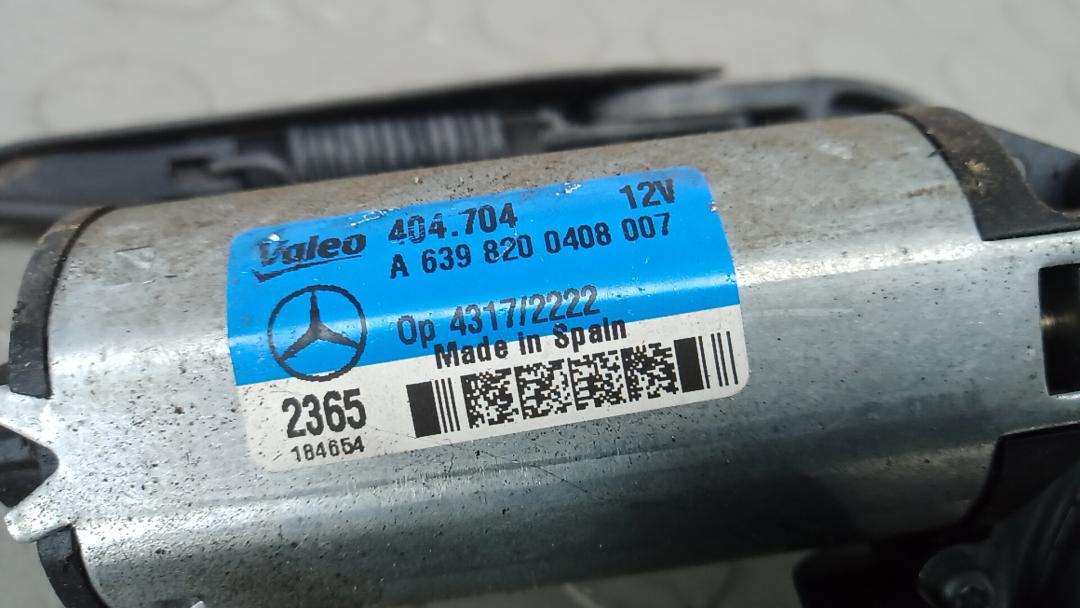 Valeo 404.704 12V
A 639 820 0408 007
Op 4317/2222
Made in Spain
2365
184654